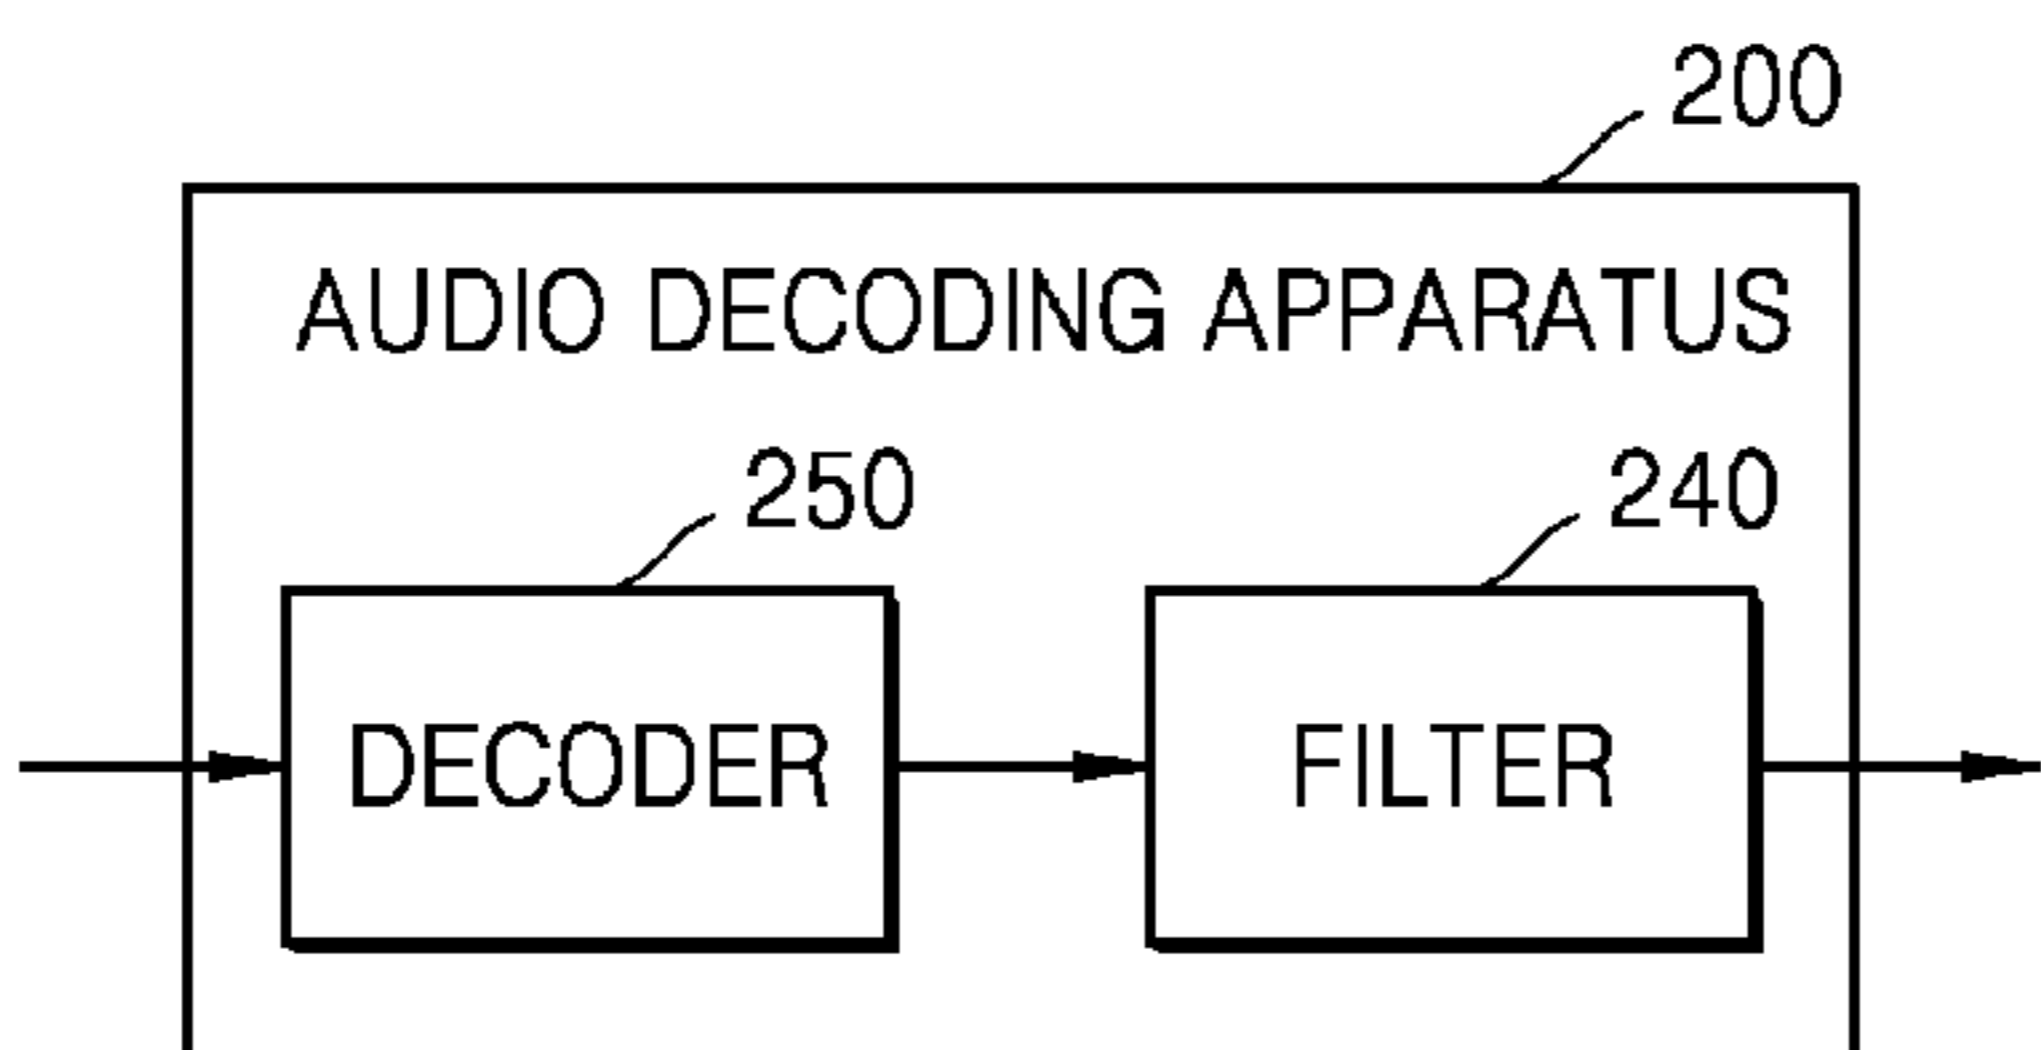 200
AUDIO DECODING APPARATUS
250
240
DECODER
FILTER